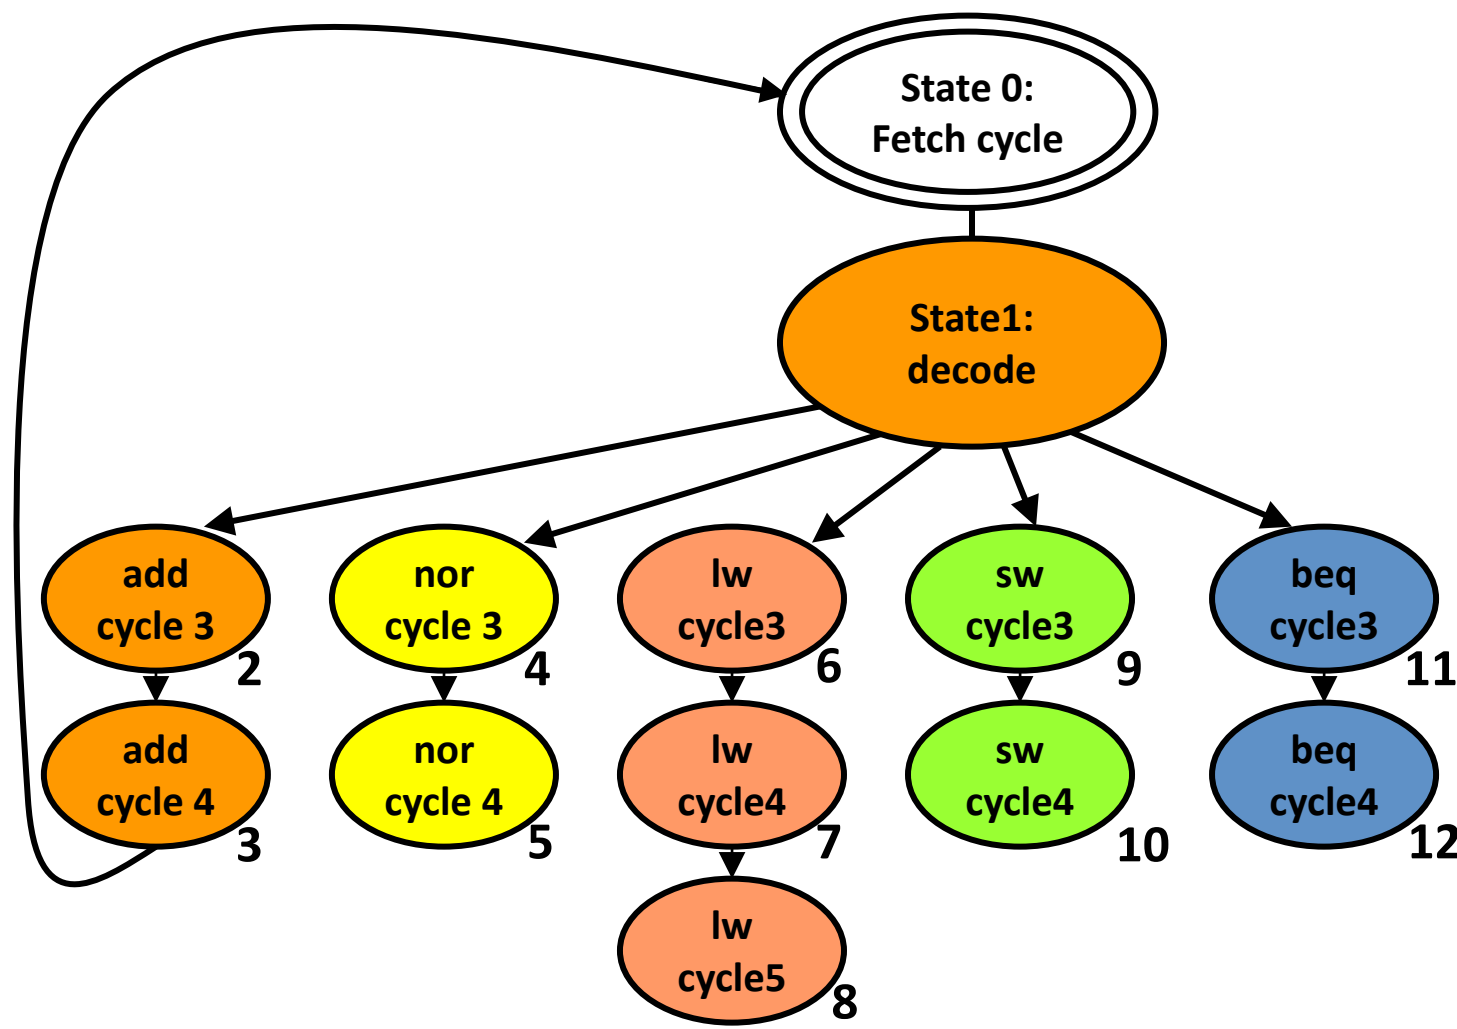 State 0:
Fetch cycle
State1:
decode
add
cycle 3
2
nor
cycle 3
4
lw
cycle3
6
sw
cycle3
9
beq
cycle3
11
add
cycle 4
3
nor
cycle 4
5
lw
cycle4
7
sw
cycle4
10
beq
cycle4
12
lw
cycle5
8